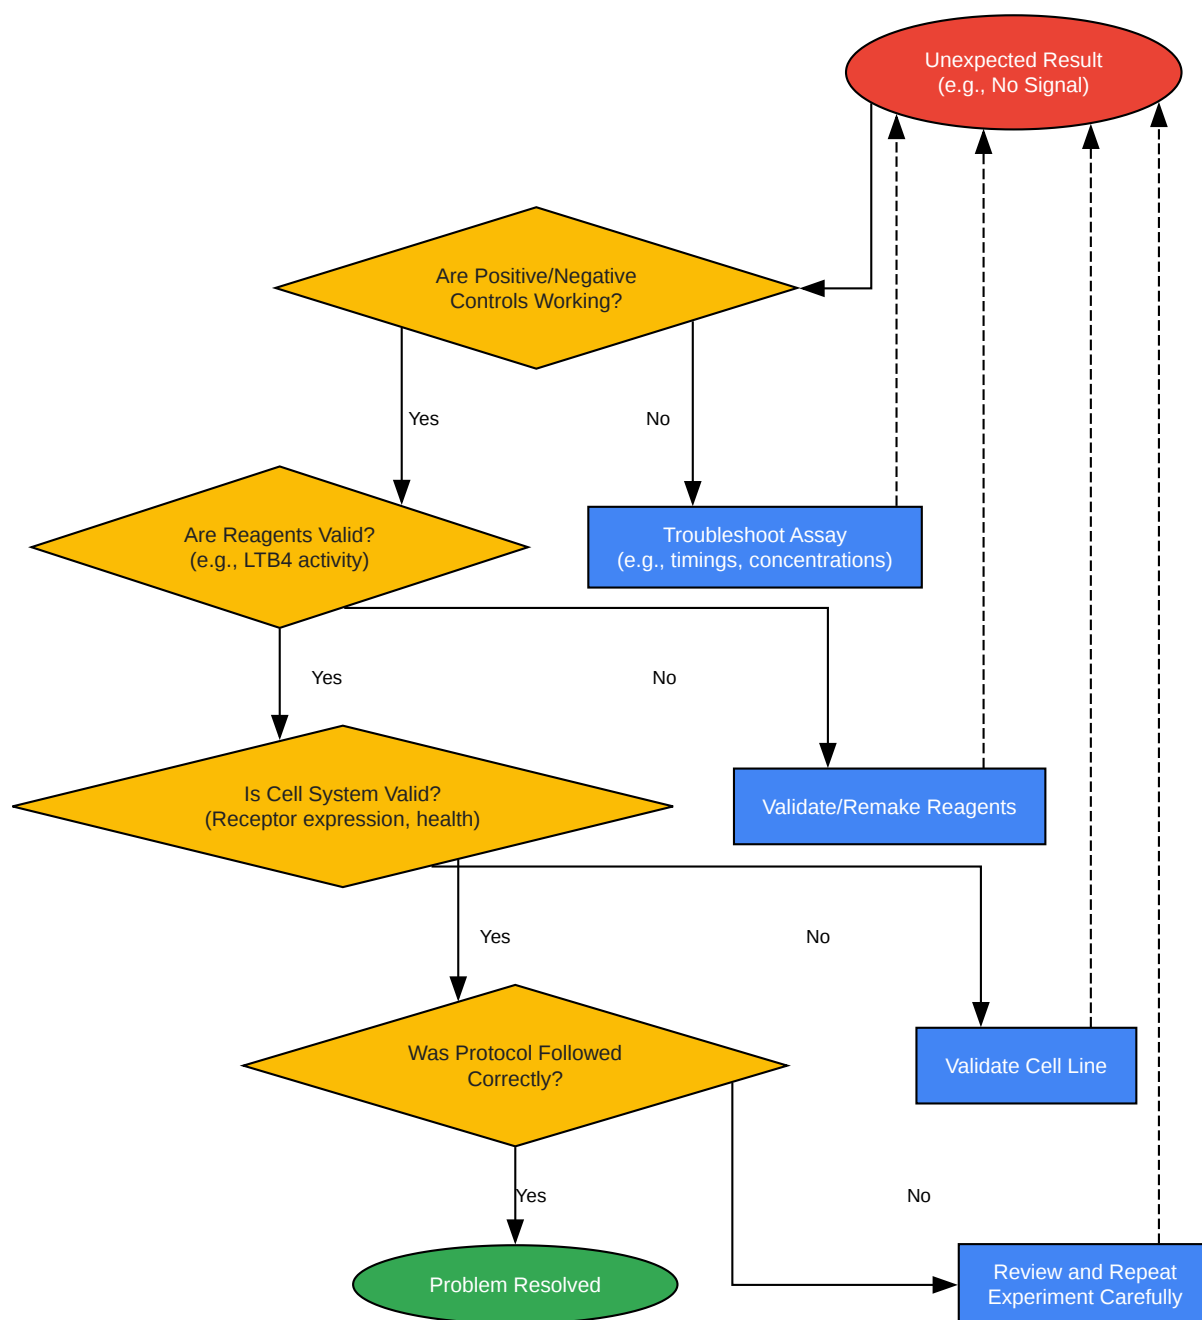 Unexpected Result
(e.g., No Signal)
Are Positive/Negative
Controls Working?
Yes
No
Are Reagents Valid?
(e.g., LTB4 activity)
Troubleshoot Assay
(e.g., timings, concentrations)
Yes
No
Is Cell System Valid?
(Receptor expression, health)
Validate/Remake Reagents
Yes
No
Was Protocol Followed
Correctly?
Validate Cell Line
Yes
No
Problem Resolved
Review and Repeat
Experiment Carefully